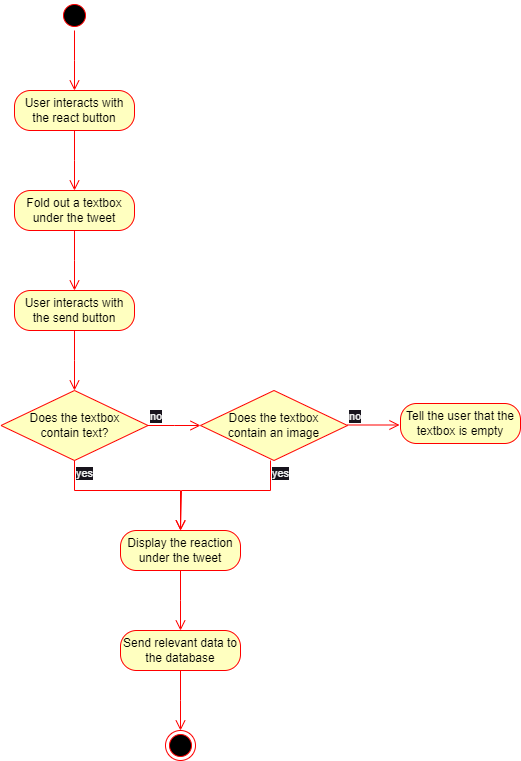 User interacts with
the react button
Fold out a textbox
under the tweet
User interacts with
the send button
Does the textbox
contain text?
no
Does the textbox
contain an image
no
Tell the user that the
textbox is empty
yes
yes
Display the reaction
under the tweet
Send relevant data to
the database